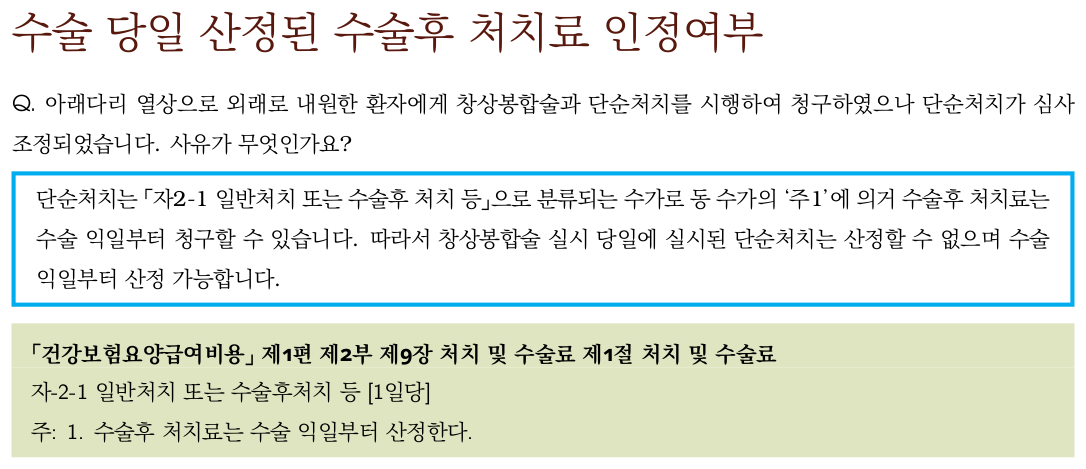 수술 당일 산정된 수술후 처치료 인정여부
Q. 아래다리 열상으로 외래로 내원한 환자에게 창상봉합술과 단순처치를 시행하여 청구하였으나 단순처치가 심사
조정되었습니다. 사유가 무엇인가요?
단순처치는 「자2-1 일반처치 또는 수술후 처치 등」으로 분류되는 수가로 동 수가의 ‘주1’에 의거 수술후 처치료는
수술 익일부터 청구할 수 있습니다. 따라서 창상봉합술 실시 당일에 실시된 단순처치는 산정할 수 없으며 수술
익일부터 산정 가능합니다.
「건강보험요양급여비용」 제1편 제2부 제9장 처치 및 수술료 제1절 처치 및 수술료
자-2-1 일반처치 또는 수술후처치 등 [1일당]
주: 1. 수술후 처치료는 수술 익일부터 산정한다.